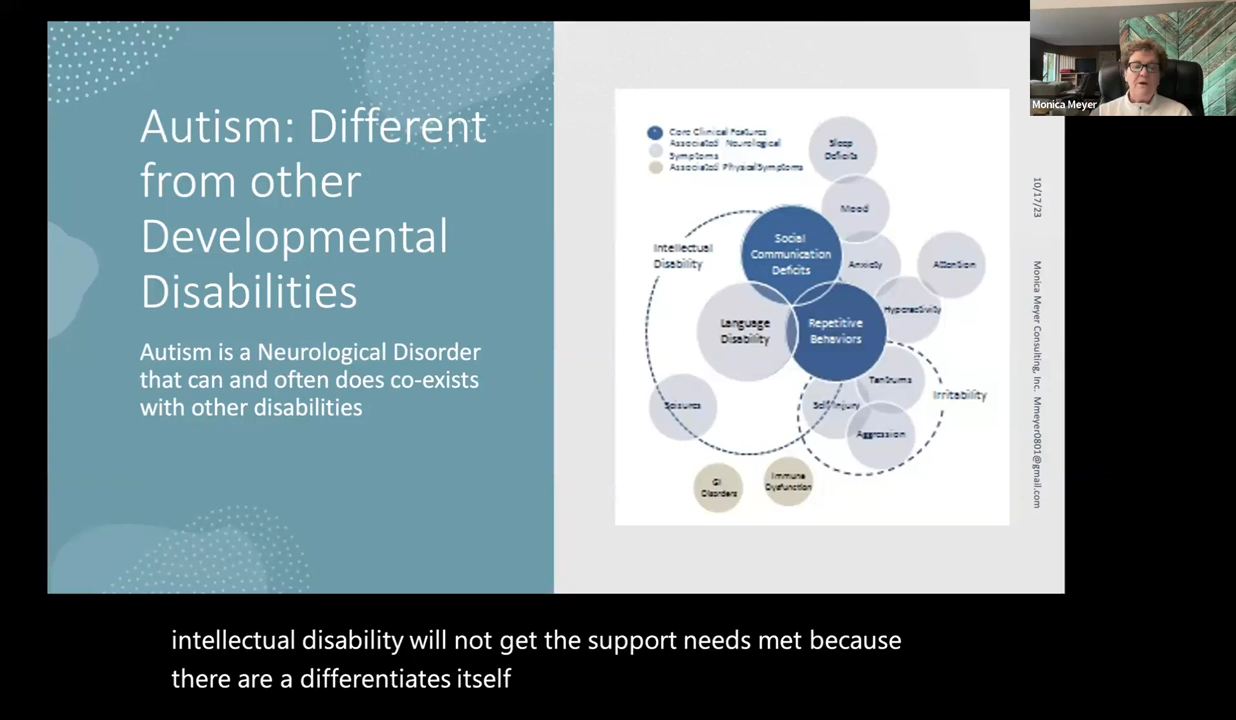 Autism: Different
from other
Developmental
Disabilities
Autism is a Neurological Disorder
that can and often does co-exists
with other disabilities
Core Clinical Features
Associated Neurological
Symptoms
Associated Physical Symptoms
Sleep
Deficits
Mood
Social
Communication
Deficits
Intellectual
Disability
Anxiety
Attention
Hyperactivity
Language
Disability
Repetitive
Behaviors
Tantrums
Irritability
Seizures
Self Injury
Aggression
GI
Disorders
Immune
Dysfunction
10/17/23
Monica Meyer Consulting, Inc. Mmeyer0801@gmail.com
Monica Meyer
intellectual disability will not get the support needs met because
there are a differentiates itself